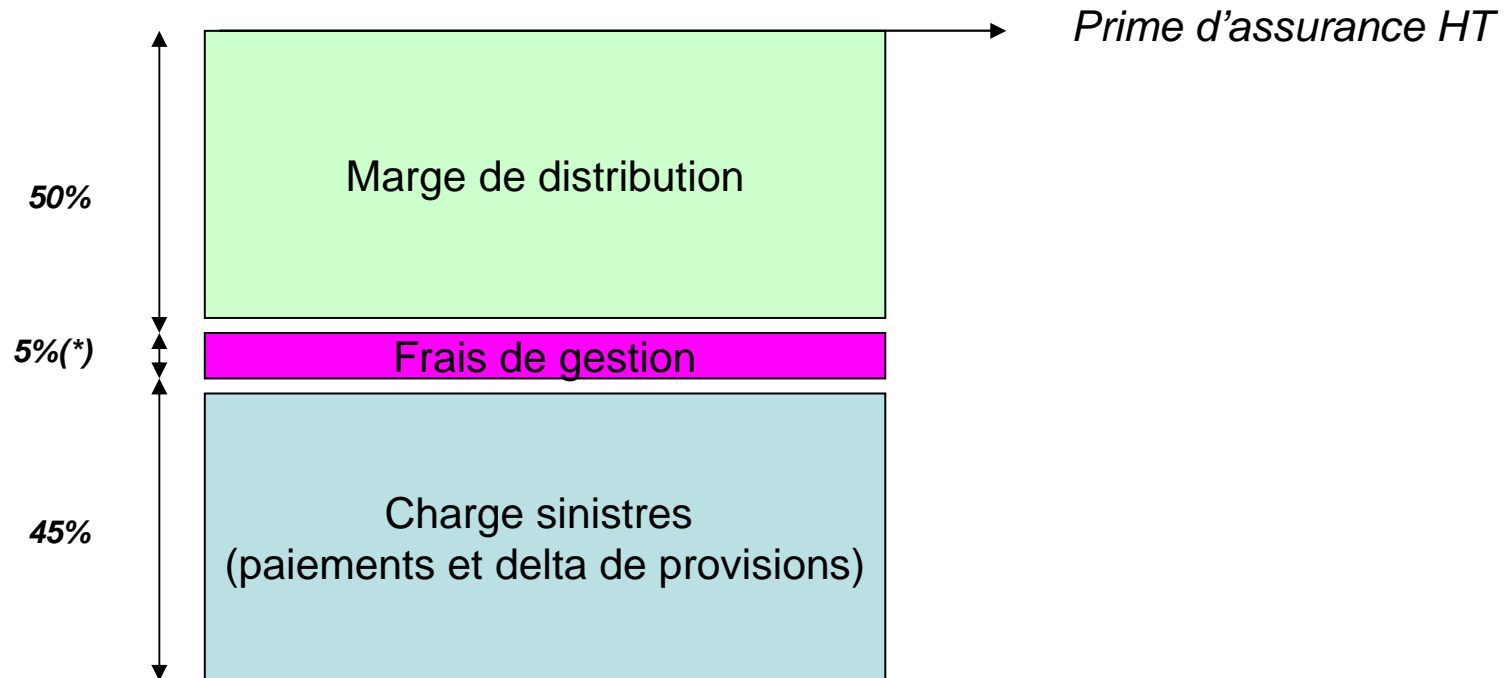 Prime d’assurance HT
Marge de distribution
50%
5%(*)
Frais de gestion
Charge sinistres
(paiements et delta de provisions)
45%